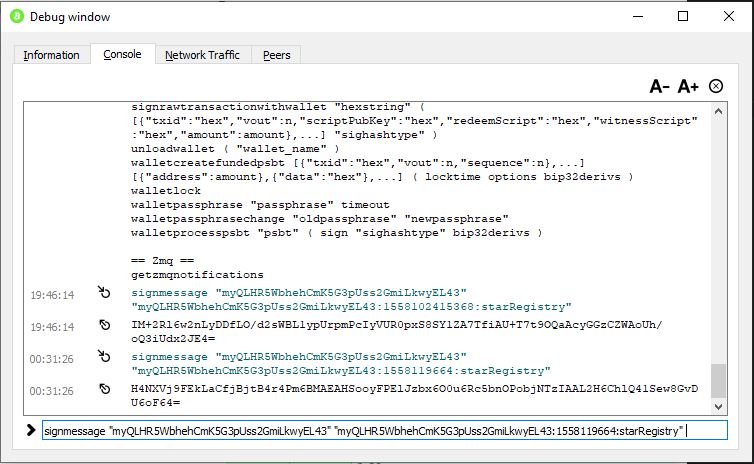 Debug window
Information
Console
Network Traffic
Peers
A- A+
signrawtransactionwithwallet "hexstring" (
[{"txid":"hex","vout":n,"scriptPubKey":"hex","redeemScript":"hex","witnessScript"
:"hex","amount":amount},...] "sighashtype" )
unloadwallet ( "wallet_name" )
walletcreatefundedpsbt [{"txid":"hex","vout":n,"sequence":n},...]
[{"address":amount},{"data":"hex"},...] ( locktime options bip32derivs )
walletlock
walletpassphrase "passphrase" timeout
walletpassphrasechange "oldpassphrase" "newpassphrase"
walletprocesspsbt "psbt" ( sign "sighashtype" bip32derivs )
== Zmq ==
getzmqnotifications
19:46:14 signmessage "myQLHR5WbhehCmK5G3pUss2GmiLkwyEL43"
"myQLHR5WbhehCmK5G3pUss2GmiLkwyEL43:1558102415368:starRegistry"
19:46:14 IM+2Rl6w2nLyDDfLO/d2sWBL1ypUrpmPcIyVUR0pxS8SY1ZA7TfiAU+T7t9OQaAcyGGzCZWAoUh/
oQ3iUdx2JE4=
00:31:26 signmessage "myQLHR5WbhehCmK5G3pUss2GmiLkwyEL43"
"myQLHR5WbhehCmK5G3pUss2GmiLkwyEL43:1558119664:starRegistry"
00:31:26 H4NXVj9FEkLaCfjBjtB4r4Pm6BMAEAHSooyFPElJzbx6O0u6Rc5bnOPobjNTzIAAL2H6ChlQ41Sew8GvD
U6oF64=
signmessage "myQLHR5WbhehCmK5G3pUss2GmiLkwyEL43" "myQLHR5WbhehCmK5G3pUss2GmiLkwyEL43:1558119664:starRegistry"